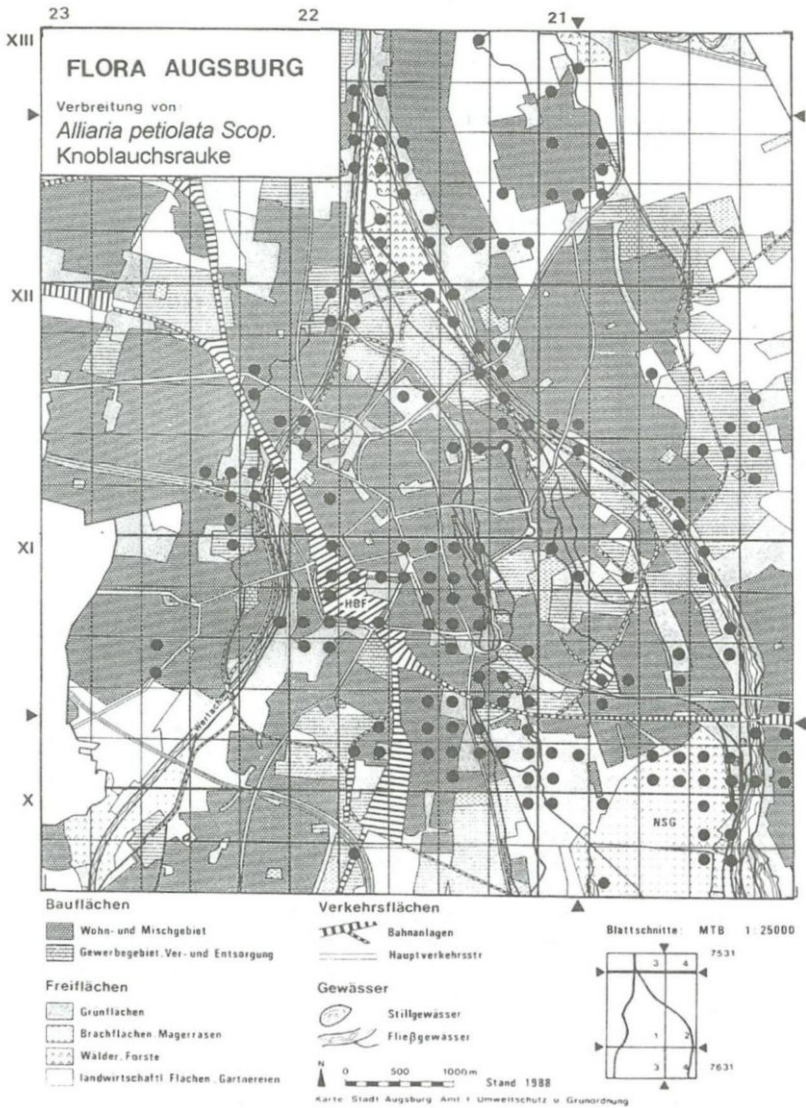 23 22 21
XIII
FLORA AUGSBURG
Verbreitung von:
Alliaria petiolata Scop.
Knoblauchsrauke
XII
XI
HBF
Wertach
X
NSG
Bauflächen
Wohn- und Mischgebiet
Gewerbegebiet. Ver- und Entsorgung
Freiflächen
Grünflächen
Brachflächen. Magerrasen
Wälder. Forste
landwirtschaftl Flächen. Gärtnereien
Verkehrsflächen
Bahnanlagen
Hauptverkehrsstr
Gewässer
Stillgewässer
Fließgewässer
N
0 500 1000m Stand 1988
Karte: Stadt Augsburg Amt f Umweltschutz u Grünordnung
Blattschnitte: MTB 1:25000
7531
3 4
1 2
3 4
7631